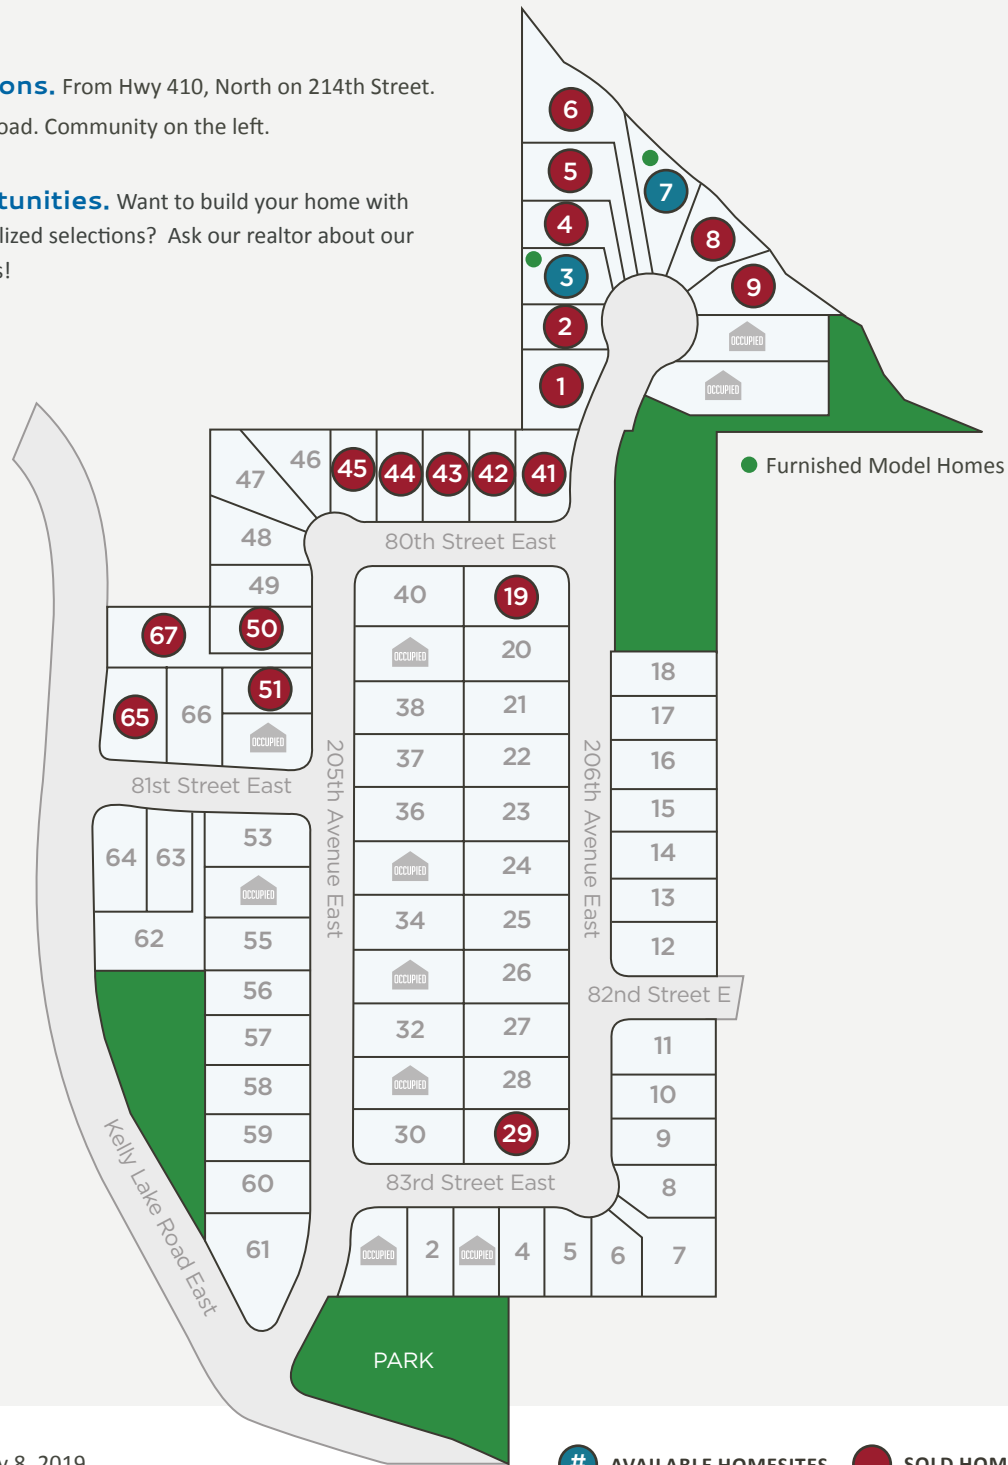 ons. From Hwy 410, North on 214th Street.
oad. Community on the left.
tunities. Want to build your home with
lized selections? Ask our realtor about our
s!
6
5
7
4
8
3
9
2
OCCUPIED
1
OCCUPIED
Furnished Model Homes
47
46
45
44
43
42
41
48
80th Street East
49
40
19
67
50
OCCUPIED
20
18
51
38
21
17
65
66
OCCUPIED
37
22
16
81st Street East
205th Avenue East
206th Avenue East
36
23
15
64
63
53
14
OCCUPIED
24
13
OCCUPIED
34
25
12
62
55
OCCUPIED
26
82nd Street E
56
32
27
11
57
OCCUPIED
28
10
58
30
29
9
59
83rd Street East
8
60
Kelly Lake Road East
61
OCCUPIED
2
OCCUPIED
4
5
6
7
PARK
y 8, 2019
# AVAILABLE HOMESITES
SOLD HOM